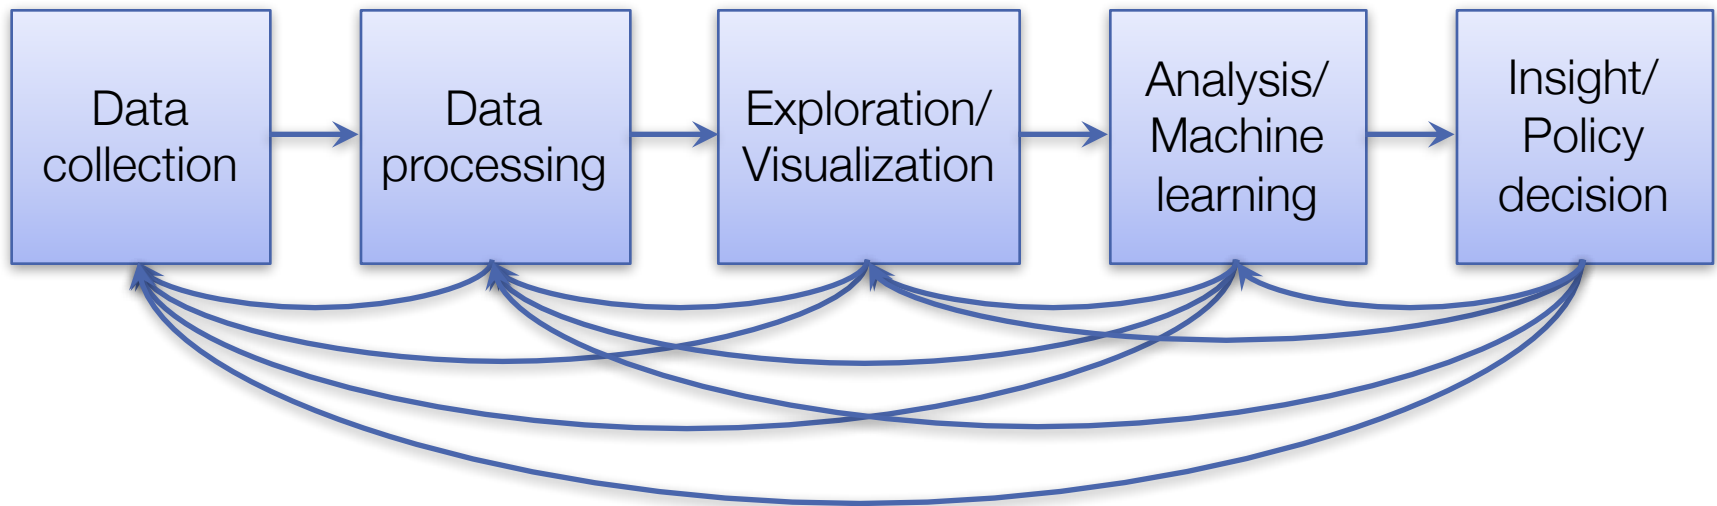 Data
collection
Data
processing
Exploration/
Visualization
Analysis/
Machine
learning
Insight/
Policy
decision